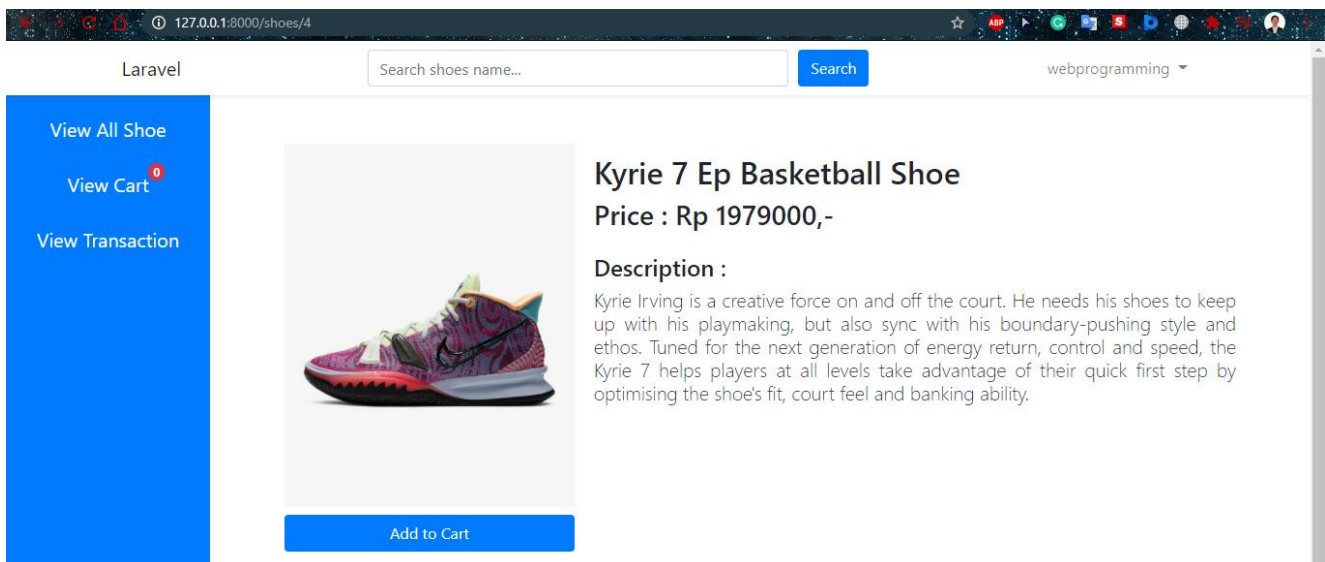 127.0.0.1:8000/shoes/4
ABP
G
S
Laravel
Search shoes name...
Search
webprogramming
View All Shoe
View Cart
0
View Transaction
Kyrie 7 Ep Basketball Shoe
Price : Rp 1979000,-
Description :
Kyrie Irving is a creative force on and off the court. He needs his shoes to keep
up with his playmaking, but also sync with his boundary-pushing style and
ethos. Tuned for the next generation of energy return, control and speed, the
Kyrie 7 helps players at all levels take advantage of their quick first step by
optimising the shoe's fit, court feel and banking ability.
Add to Cart